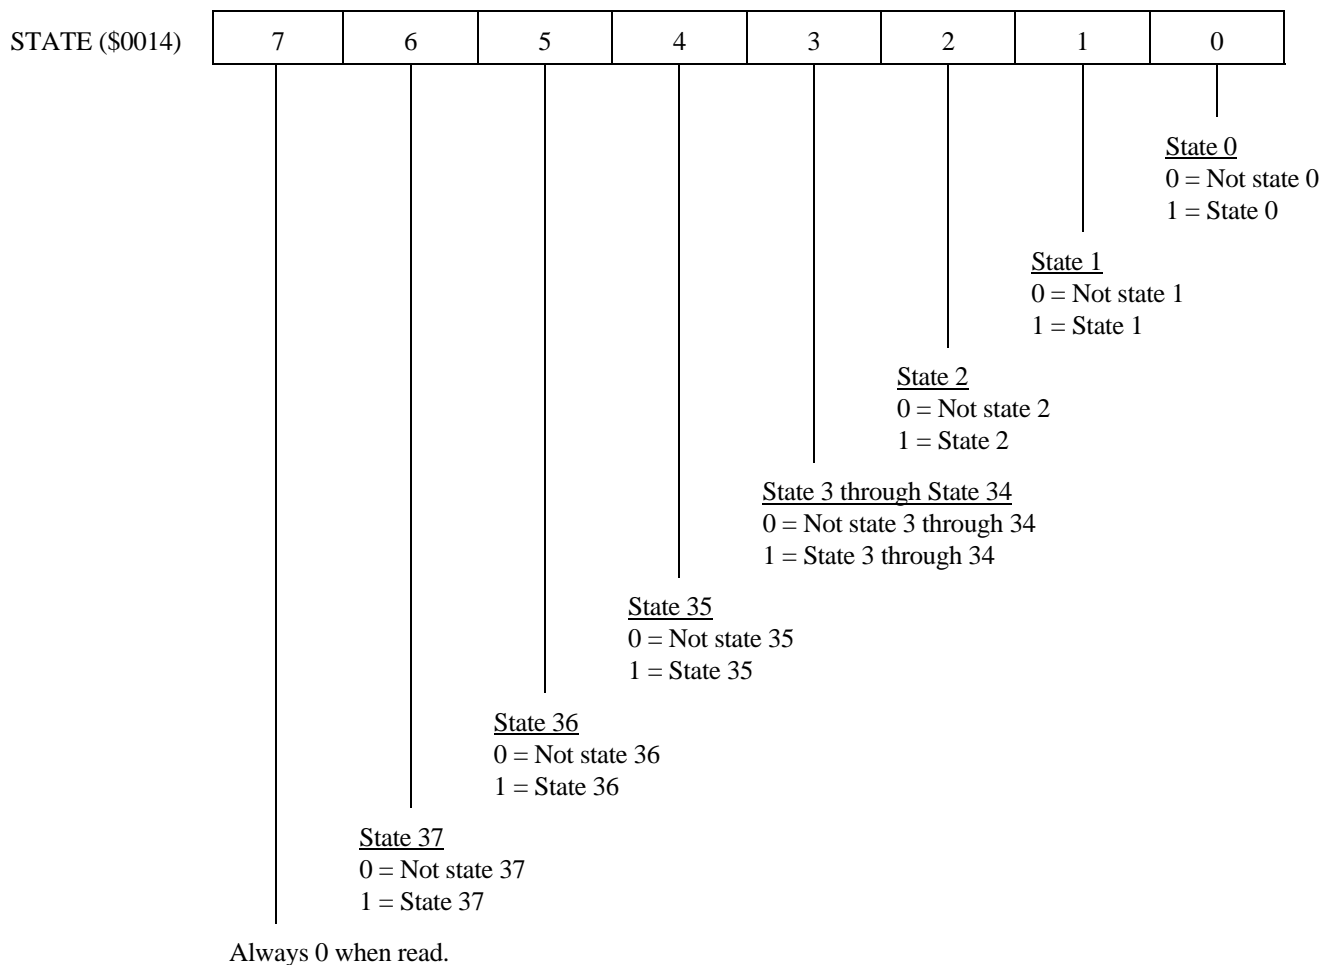 STATE ($0014) 7 6 5 4 3 2 1 0
State 0
0 = Not state 0
1 = State 0
State 1
0 = Not state 1
1 = State 1
State 2
0 = Not state 2
1 = State 2
State 3 through State 34
0 = Not state 3 through 34
1 = State 3 through 34
State 35
0 = Not state 35
1 = State 35
State 36
0 = Not state 36
1 = State 36
State 37
0 = Not state 37
1 = State 37
Always 0 when read.